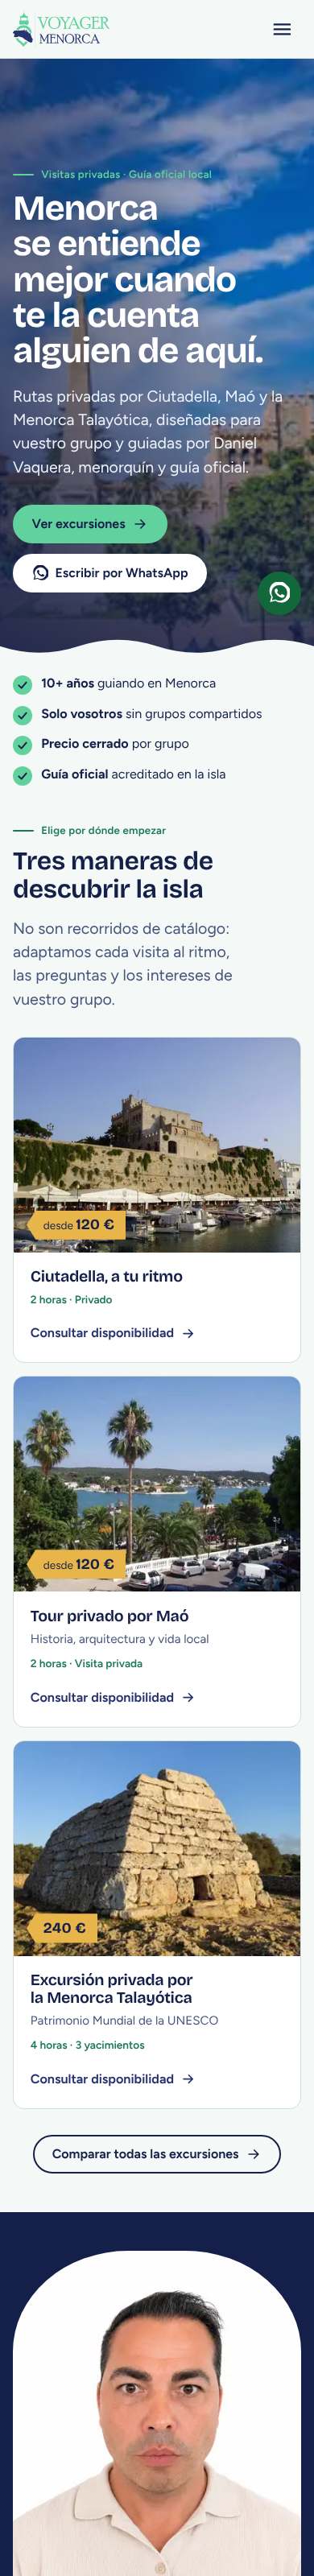 VOYAGER
MENORCA
Visitas privadas · Guía oficial local
Menorca
se entiende
mejor cuando
te la cuenta
alguien de aquí.
Rutas privadas por Ciutadella, Maó y la
Menorca Talayótica, diseñadas para
vuestro grupo y guiadas por Daniel
Vaquera, menorquín y guía oficial.
Ver excursiones →
Escribir por WhatsApp
10+ años guiando en Menorca
Solo vosotros sin grupos compartidos
Precio cerrado por grupo
Guía oficial acreditado en la isla
Elige por dónde empezar
Tres maneras de
descubrir la isla
No son recorridos de catálogo:
adaptamos cada visita al ritmo,
las preguntas y los intereses de
vuestro grupo.
desde 120 €
Ciutadella, a tu ritmo
2 horas · Privado
Consultar disponibilidad →
desde 120 €
Tour privado por Maó
Historia, arquitectura y vida local
2 horas · Visita privada
Consultar disponibilidad →
240 €
Excursión privada por
la Menorca Talayótica
Patrimonio Mundial de la UNESCO
4 horas · 3 yacimientos
Consultar disponibilidad →
Comparar todas las excursiones →